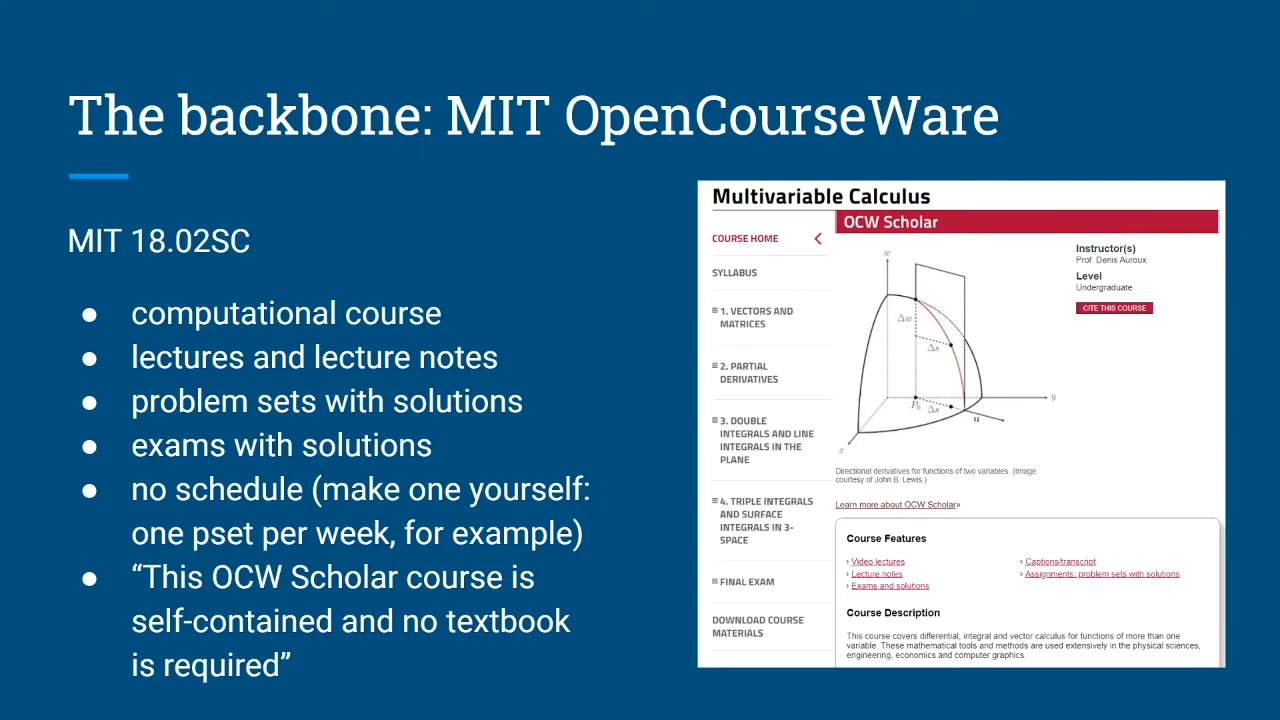 The backbone: MIT OpenCourseWare
MIT 18.02SC
● computational course
● lectures and lecture notes
● problem sets with solutions
● exams with solutions
● no schedule (make one yourself:
one pset per week, for example)
● “This OCW Scholar course is
self-contained and no textbook
is required”
Multivariable Calculus
OCW Scholar
COURSE HOME
SYLLABUS
1. VECTORS AND
MATRICES
2. PARTIAL
DERIVATIVES
3. DOUBLE
INTEGRALS AND LINE
INTEGRALS IN THE
PLANE
4. TRIPLE INTEGRALS
AND SURFACE
INTEGRALS IN 3-
SPACE
FINAL EXAM
DOWNLOAD COURSE
MATERIALS
w
Δw
Δs
P₀
Δs
y
u
x
Directional derivatives for functions of two variables. (Image
courtesy of John B. Lewis.)
Learn more about OCW Scholar»
Instructor(s)
Prof. Denis Auroux
Level
Undergraduate
CITE THIS COURSE
Course Features
› Video lectures
› Lecture notes
› Exams and solutions
› Captions/transcript
› Assignments: problem sets with solutions
Course Description
This course covers differential, integral and vector calculus for functions of more than one
variable. These mathematical tools and methods are used extensively in the physical sciences,
engineering, economics and computer graphics.